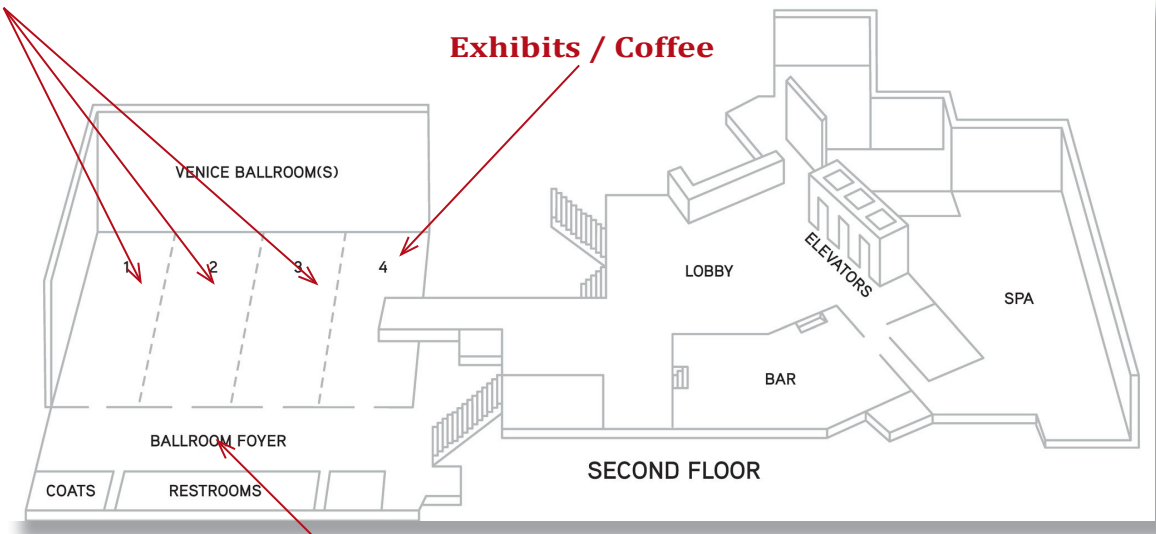 Exhibits / Coffee
VENICE BALLROOM(S)
1 2 3 4
LOBBY
ELEVATORS
SPA
BAR
BALLROOM FOYER
SECOND FLOOR
COATS
RESTROOMS